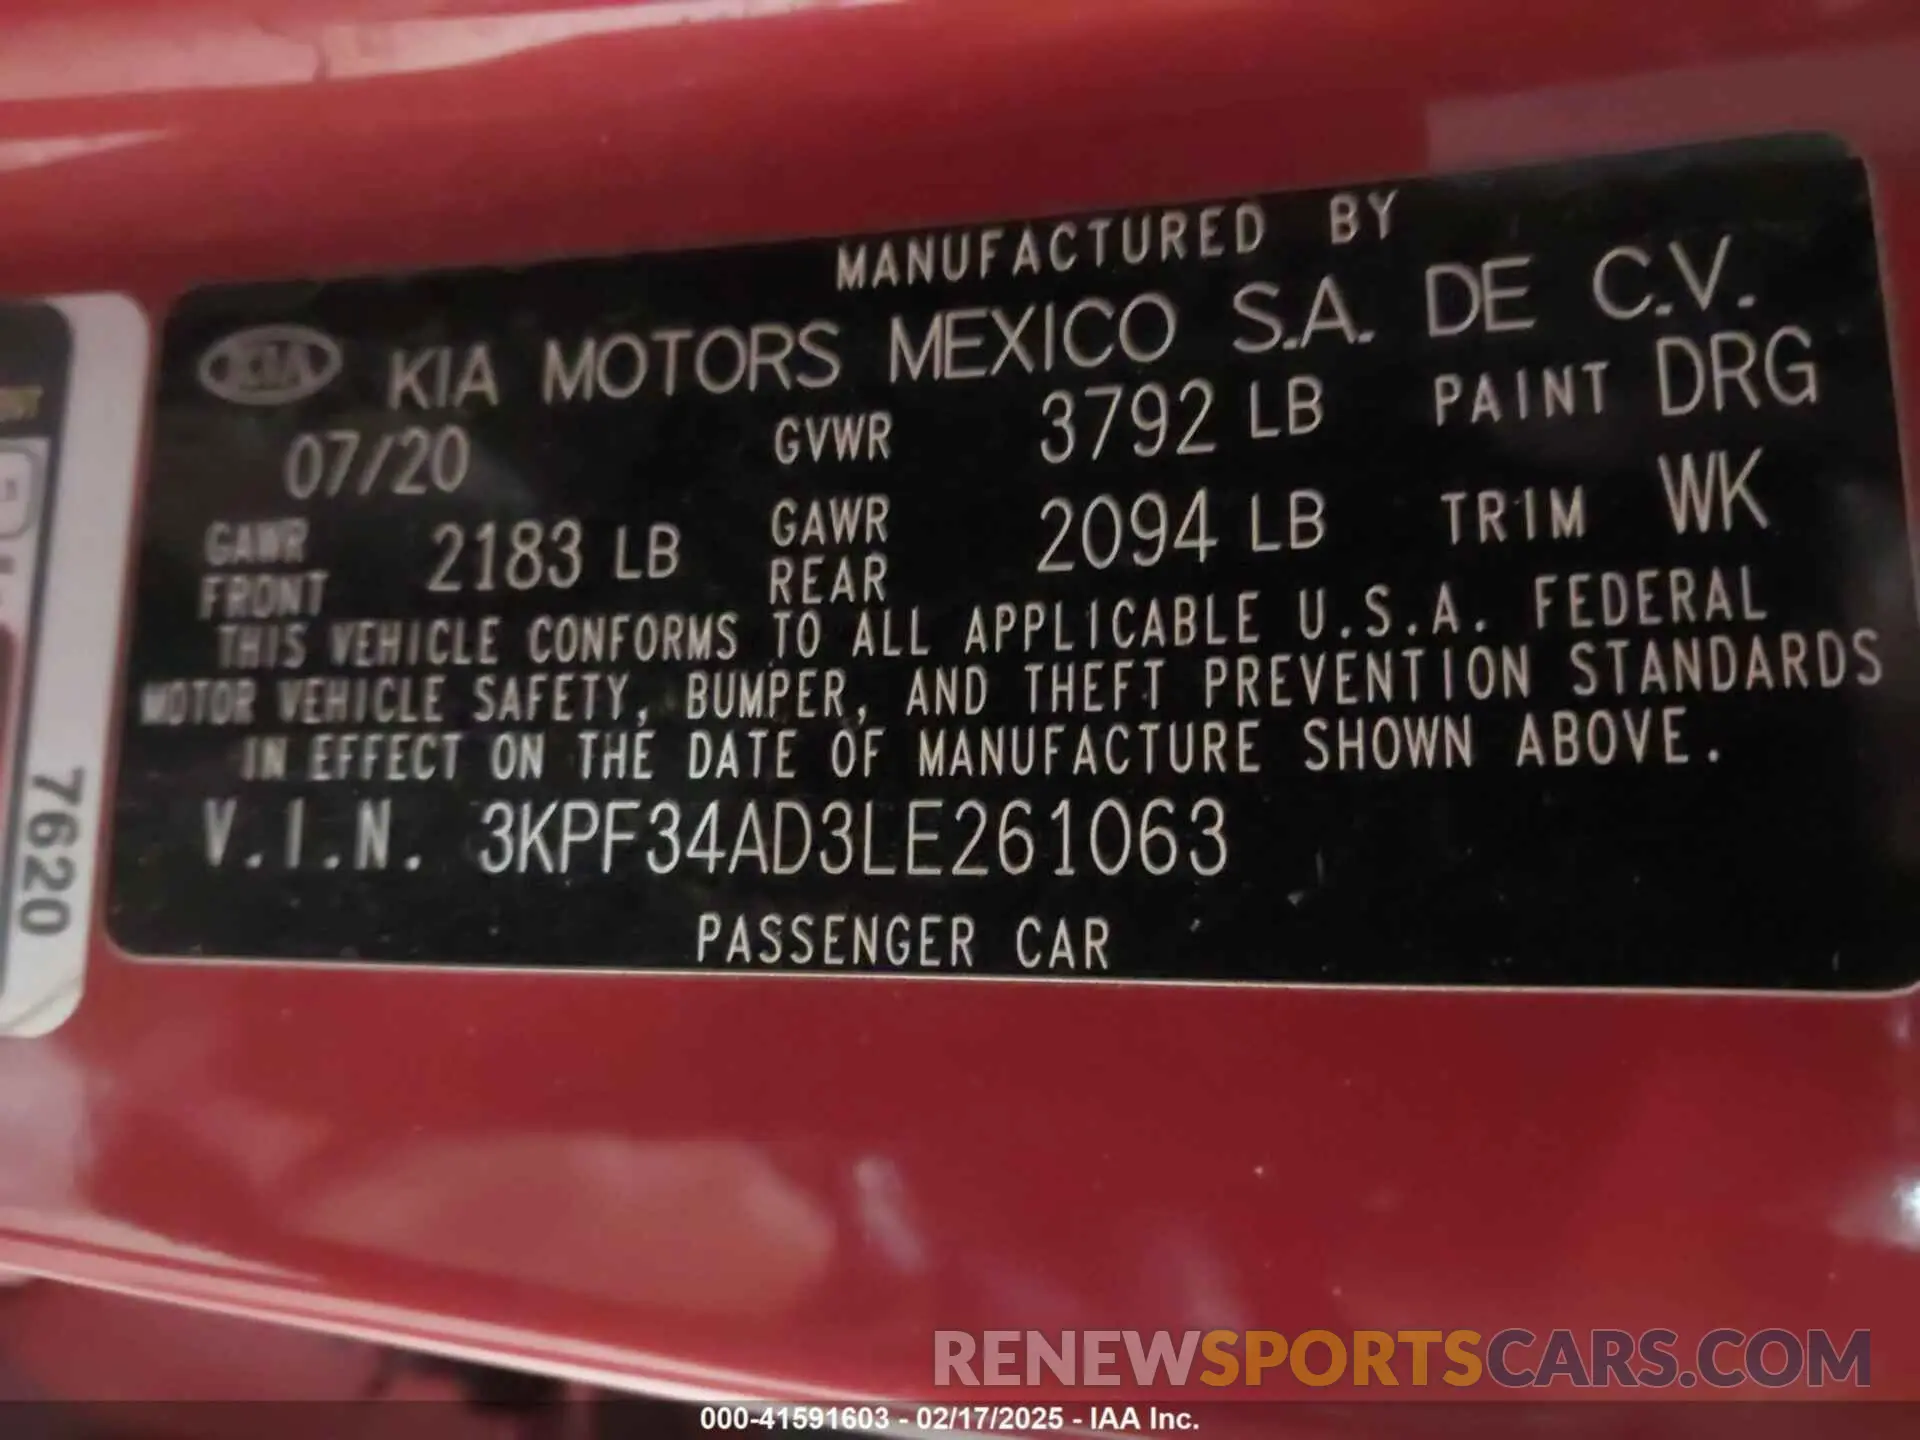 MANUFACTURED BY
KIA KIA MOTORS MEXICO S.A. DE C.V.
07/20 GVWR 3792 LB PAINT DRG
GAWR FRONT 2183 LB GAWR REAR 2094 LB TRIM WK
THIS VEHICLE CONFORMS TO ALL APPLICABLE U.S.A. FEDERAL
MOTOR VEHICLE SAFETY, BUMPER, AND THEFT PREVENTION STANDARDS
IN EFFECT ON THE DATE OF MANUFACTURE SHOWN ABOVE.
V.I.N. 3KPF34AD3LE261063
PASSENGER CAR
7620
RENEWSPORTSCARS.COM
000-41591603 - 02/17/2025 - IAA Inc.